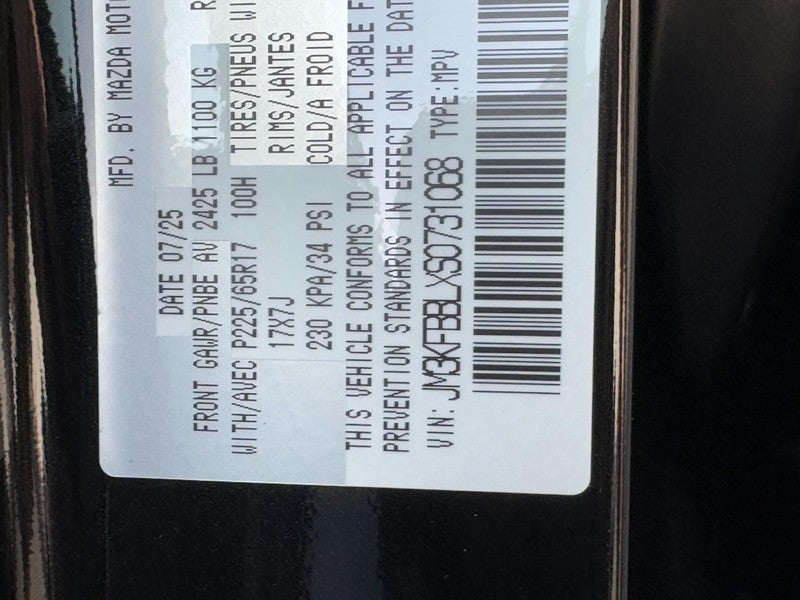 MFD. BY MAZDA MOT
DATE 07/25
FRONT GAWR/PNBE AV 2425 LB 1100 KG R
WITH/AVEC P225/65R17 100H TIRES/PNEUS WI
17X7J RIMS/JANTES
230 KPA/34 PSI COLD/A FROID
THIS VEHICLE CONFORMS TO ALL APPLICABLE F
PREVENTION STANDARDS IN EFFECT ON THE DAT
VIN: JM3KFBBLXS0731068 TYPE:MPV